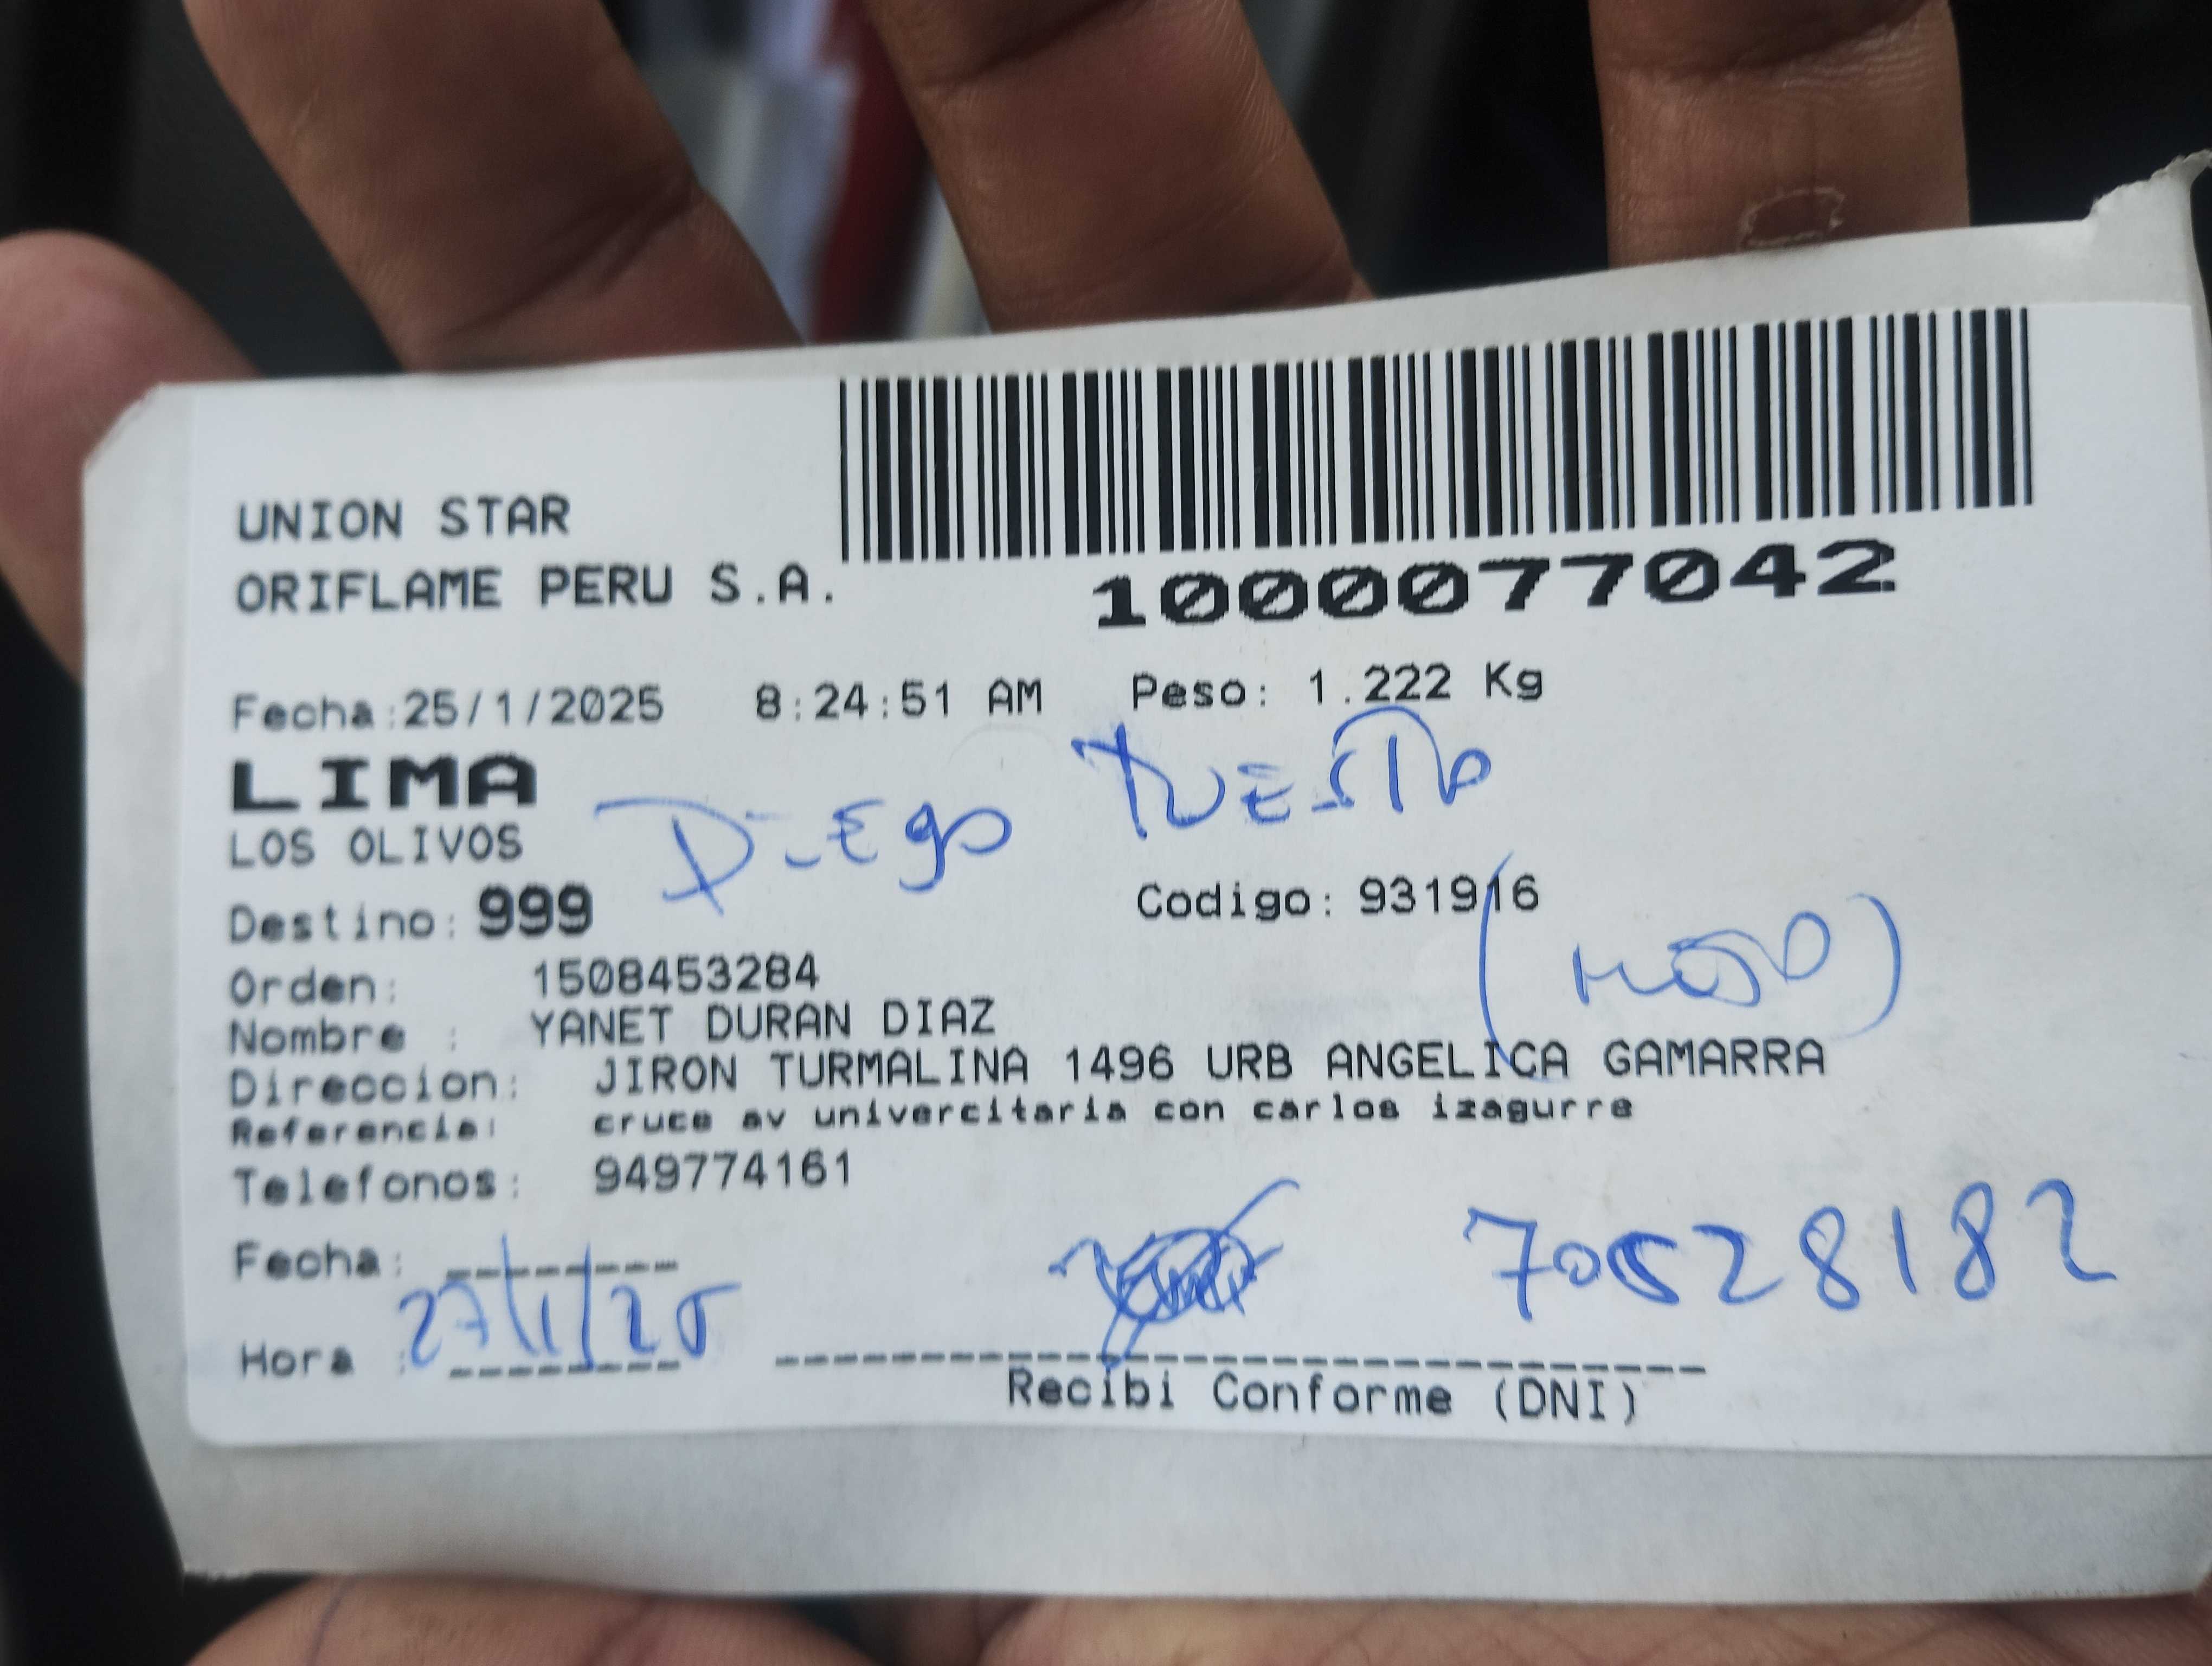 UNION STAR
ORIFLAME PERU S.A.
1000077042
Fecha:25/1/2025 8:24:51 AM Peso: 1.222 Kg
LIMA
LOS OLIVOS
Diego
Destino: 999
Codigo: 931916
Orden: 1508453284
Nombre : YANET DURAN DIAZ
Direccion: JIRON TURMALINA 1496 URB ANGELICA GAMARRA
Referencia: cruce av univercitaria con carlos izagurre
Telefonos: 949774161
70528182
Fecha:
27/1/25
Hora :
Recibi Conforme (DNI)